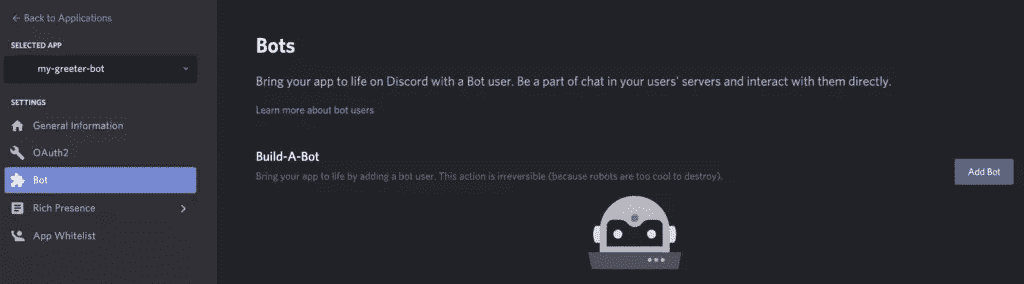 ← Back to Applications
SELECTED APP
my-greeter-bot
SETTINGS
General Information
OAuth2
Bot
Rich Presence
App Whitelist
Bots
Bring your app to life on Discord with a Bot user. Be a part of chat in your users' servers and interact with them directly.
Learn more about bot users
Build-A-Bot
Bring your app to life by adding a bot user. This action is irreversible (because robots are too cool to destroy).
Add Bot